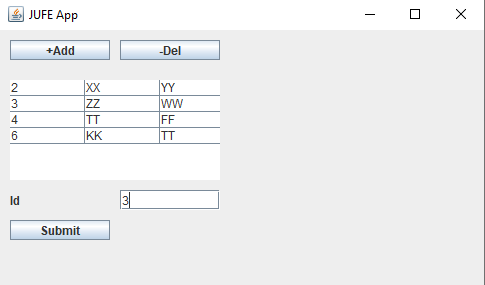 JUFE App
+Add -Del
2 XX YY
3 ZZ WW
4 TT FF
6 KK TT
Id 3
Submit